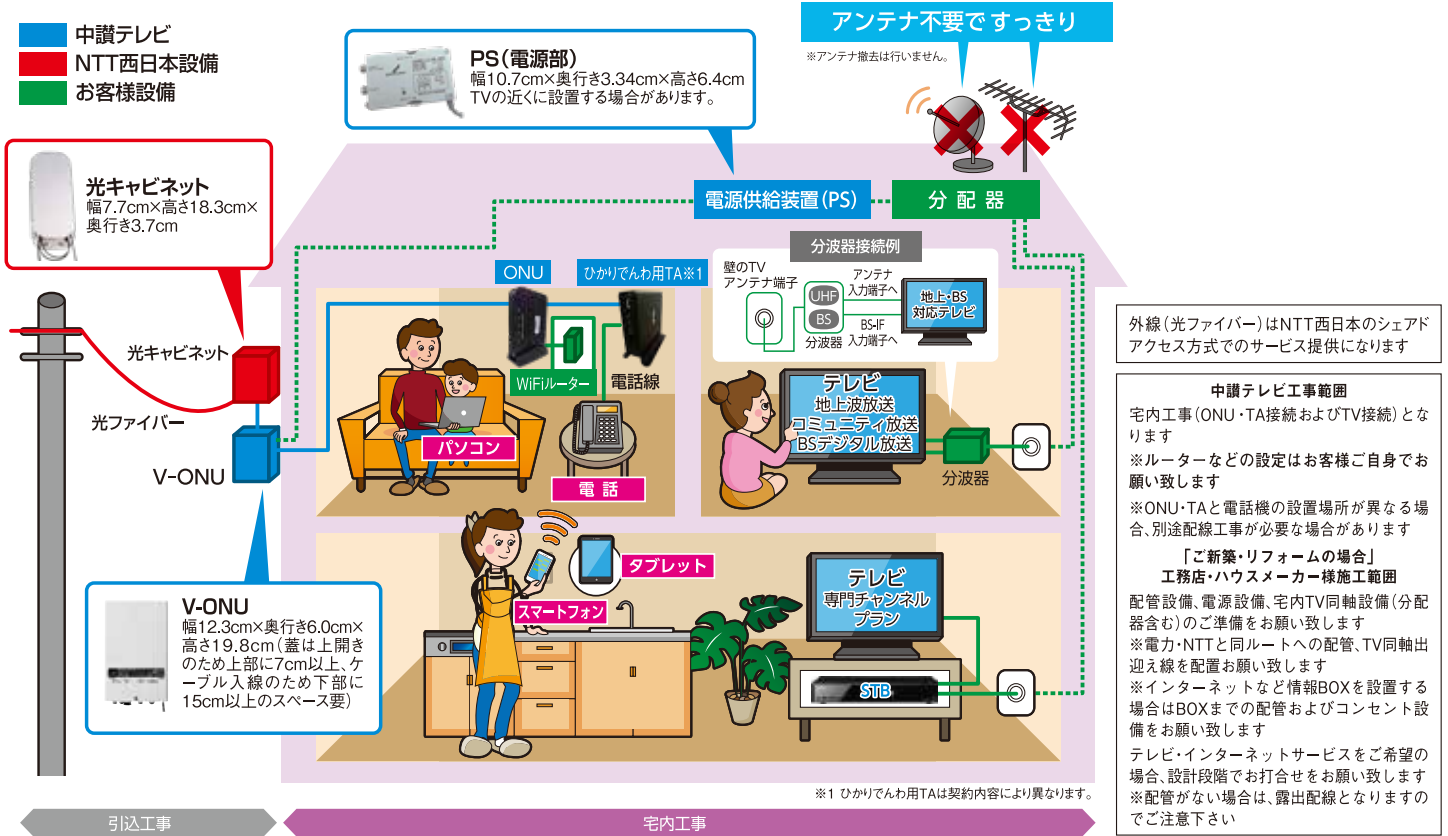 中讃テレビ
NTT西日本設備
お客様設備
PS(電源部)
幅10.7cm×奥行き3.34cm×高さ6.4cm
TVの近くに設置する場合があります。
アンテナ不要で すっきり
※アンテナ撤去は行いません。
光キャビネット
幅7.7cm×高さ18.3cm×
奥行き3.7cm
電源供給装置(PS)
分配器
分波器接続例
壁のTV
アンテナ端子
UHF
BS
分波器
アンテナ
入力端子へ
BS-IF
入力端子へ
地上・BS
対応テレビ
ONU
ひかりでんわ用TA※1
WiFiルーター
電話線
光キャビネット
光ファイバー
V-ONU
パソコン
電話
テレビ
地上波放送
コミュニティ放送
BSデジタル放送
分波器
タブレット
スマートフォン
テレビ
専門チャンネル
プラン
STB
V-ONU
幅12.3cm×奥行き6.0cm×
高さ19.8cm(蓋は上開き
のため上部に7cm以上、ケ
ーブル入線のため下部に
15cm以上のスペース要)
※1 ひかりでんわ用TAは契約内容により異なります。
引込工事
宅内工事
外線(光ファイバー)はNTT西日本のシェアド
アクセス方式でのサービス提供になります
中讃テレビ工事範囲
宅内工事(ONU・TA接続およびTV接続)とな
ります
※ルーターなどの設定はお客様ご自身でお
願い致します
※ONU・TAと電話機の設置場所が異なる場
合、別途配線工事が必要な場合があります
「ご新築・リフォームの場合」
工務店・ハウスメーカー様施工範囲
配管設備、電源設備、宅内TV同軸設備(分配
器含む)のご準備をお願い致します
※電力・NTTと同ルートへの配管、TV同軸出
迎え線を配置お願い致します
※インターネットなど情報BOXを設置する
場合はBOXまでの配管およびコンセント設
備をお願い致します
テレビ・インターネットサービスをご希望の
場合、設計段階でお打合せをお願い致します
※配管がない場合は、露出配線となりますの
でご注意下さい